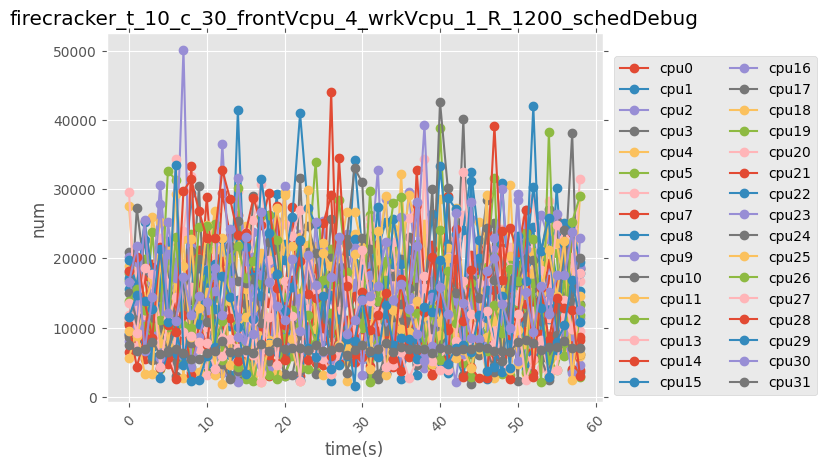 firecracker_t_10_c_30_frontVcpu_4_wrkVcpu_1_R_1200_schedDebug
50000
40000
30000
20000
10000
0
num
0 10 20 30 40 50 60
time(s)
cpu0 cpu16
cpu1 cpu17
cpu2 cpu18
cpu3 cpu19
cpu4 cpu20
cpu5 cpu21
cpu6 cpu22
cpu7 cpu23
cpu8 cpu24
cpu9 cpu25
cpu10 cpu26
cpu11 cpu27
cpu12 cpu28
cpu13 cpu29
cpu14 cpu30
cpu15 cpu31